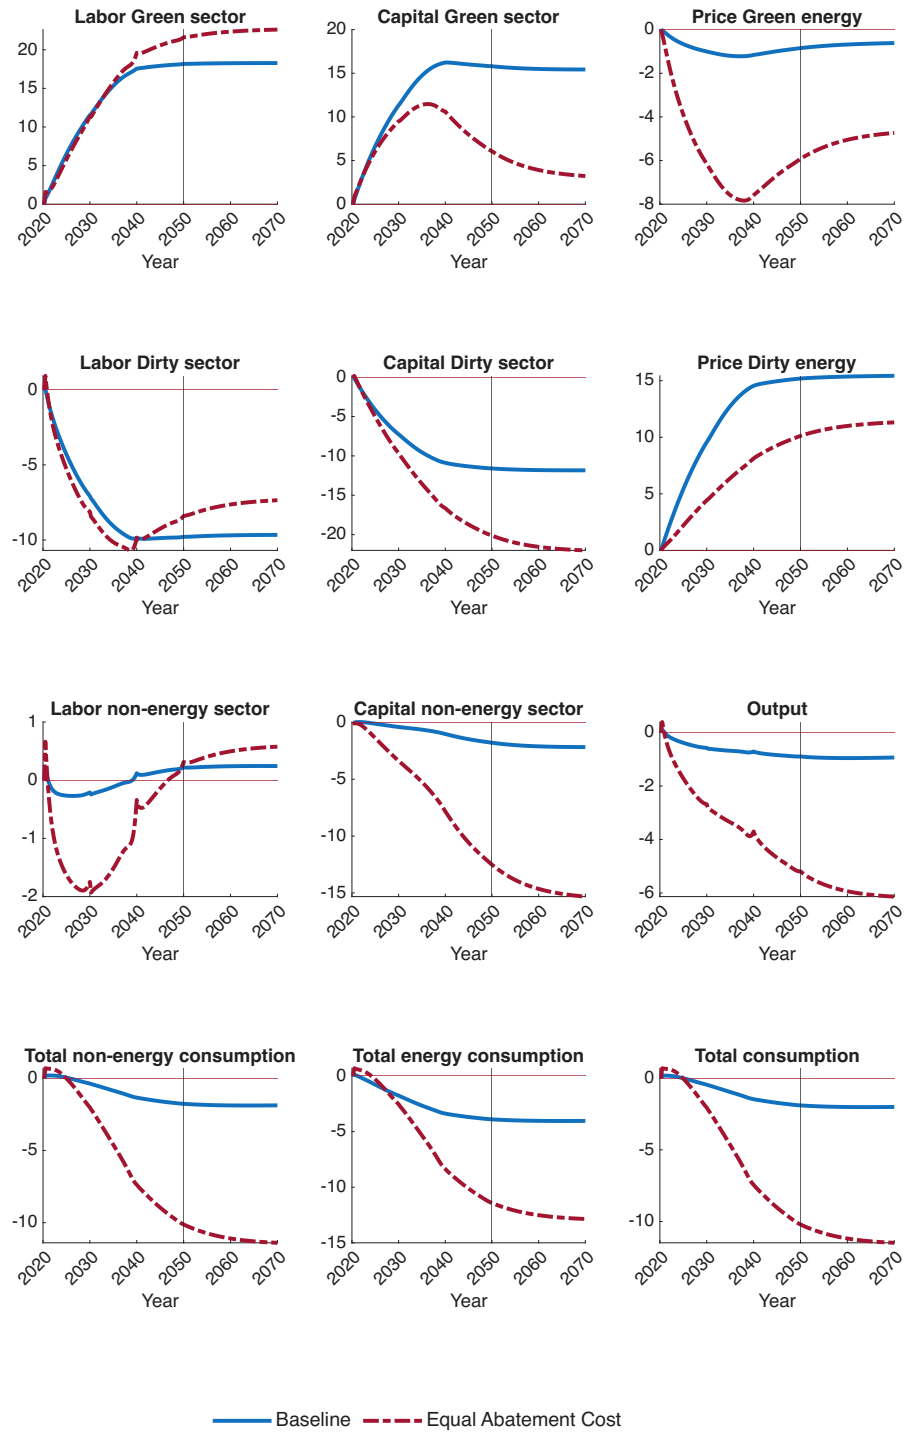 Labor Green sector
20
15
10
5
0
2020 2030 2040 2050 2060 2070
Year
Capital Green sector
20
15
10
5
0
2020 2030 2040 2050 2060 2070
Year
Price Green energy
0
-2
-4
-6
-8
2020 2030 2040 2050 2060 2070
Year
Labor Dirty sector
0
-5
-10
2020 2030 2040 2050 2060 2070
Year
Capital Dirty sector
0
-5
-10
-15
-20
2020 2030 2040 2050 2060 2070
Year
Price Dirty energy
15
10
5
0
2020 2030 2040 2050 2060 2070
Year
Labor non-energy sector
1
0
-1
-2
2020 2030 2040 2050 2060 2070
Year
Capital non-energy sector
0
-5
-10
-15
2020 2030 2040 2050 2060 2070
Year
Output
0
-2
-4
-6
2020 2030 2040 2050 2060 2070
Year
Total non-energy consumption
0
-5
-10
2020 2030 2040 2050 2060 2070
Year
Total energy consumption
0
-5
-10
-15
2020 2030 2040 2050 2060 2070
Year
Total consumption
0
-5
-10
2020 2030 2040 2050 2060 2070
Year
Baseline Equal Abatement Cost